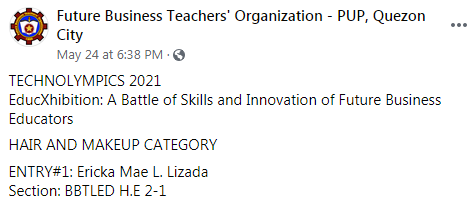 Future Business Teachers' Organization - PUP, Quezon
City
May 24 at 6:38 PM ·
TECHNOLYMPICS 2021
EducXhibition: A Battle of Skills and Innovation of Future Business
Educators
HAIR AND MAKEUP CATEGORY
ENTRY#1: Ericka Mae L. Lizada
Section: BBTLED H.E 2-1